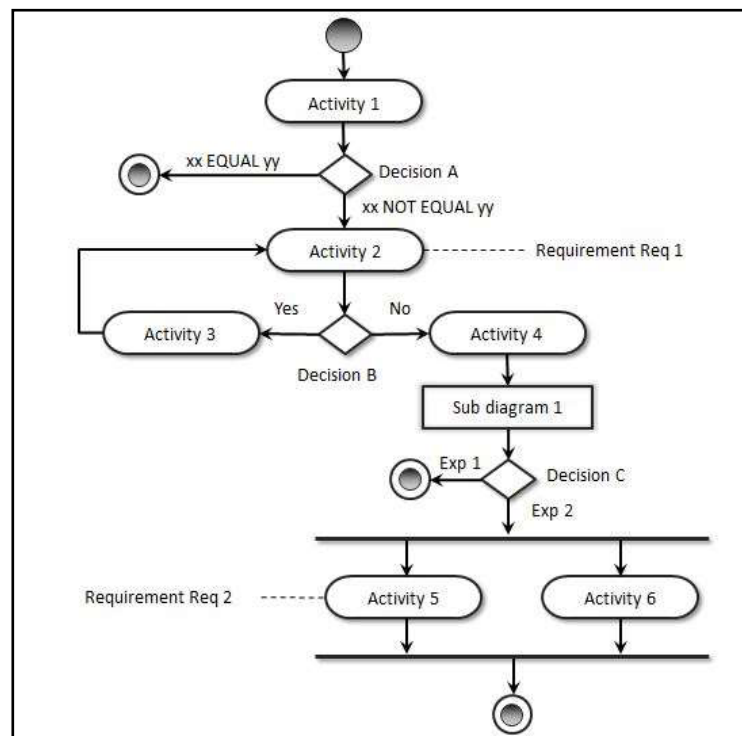 Activity 1
xx EQUAL yy
Decision A
xx NOT EQUAL yy
Activity 2
Requirement Req 1
Yes
No
Activity 3
Activity 4
Decision B
Sub diagram 1
Exp 1
Decision C
Exp 2
Requirement Req 2
Activity 5
Activity 6